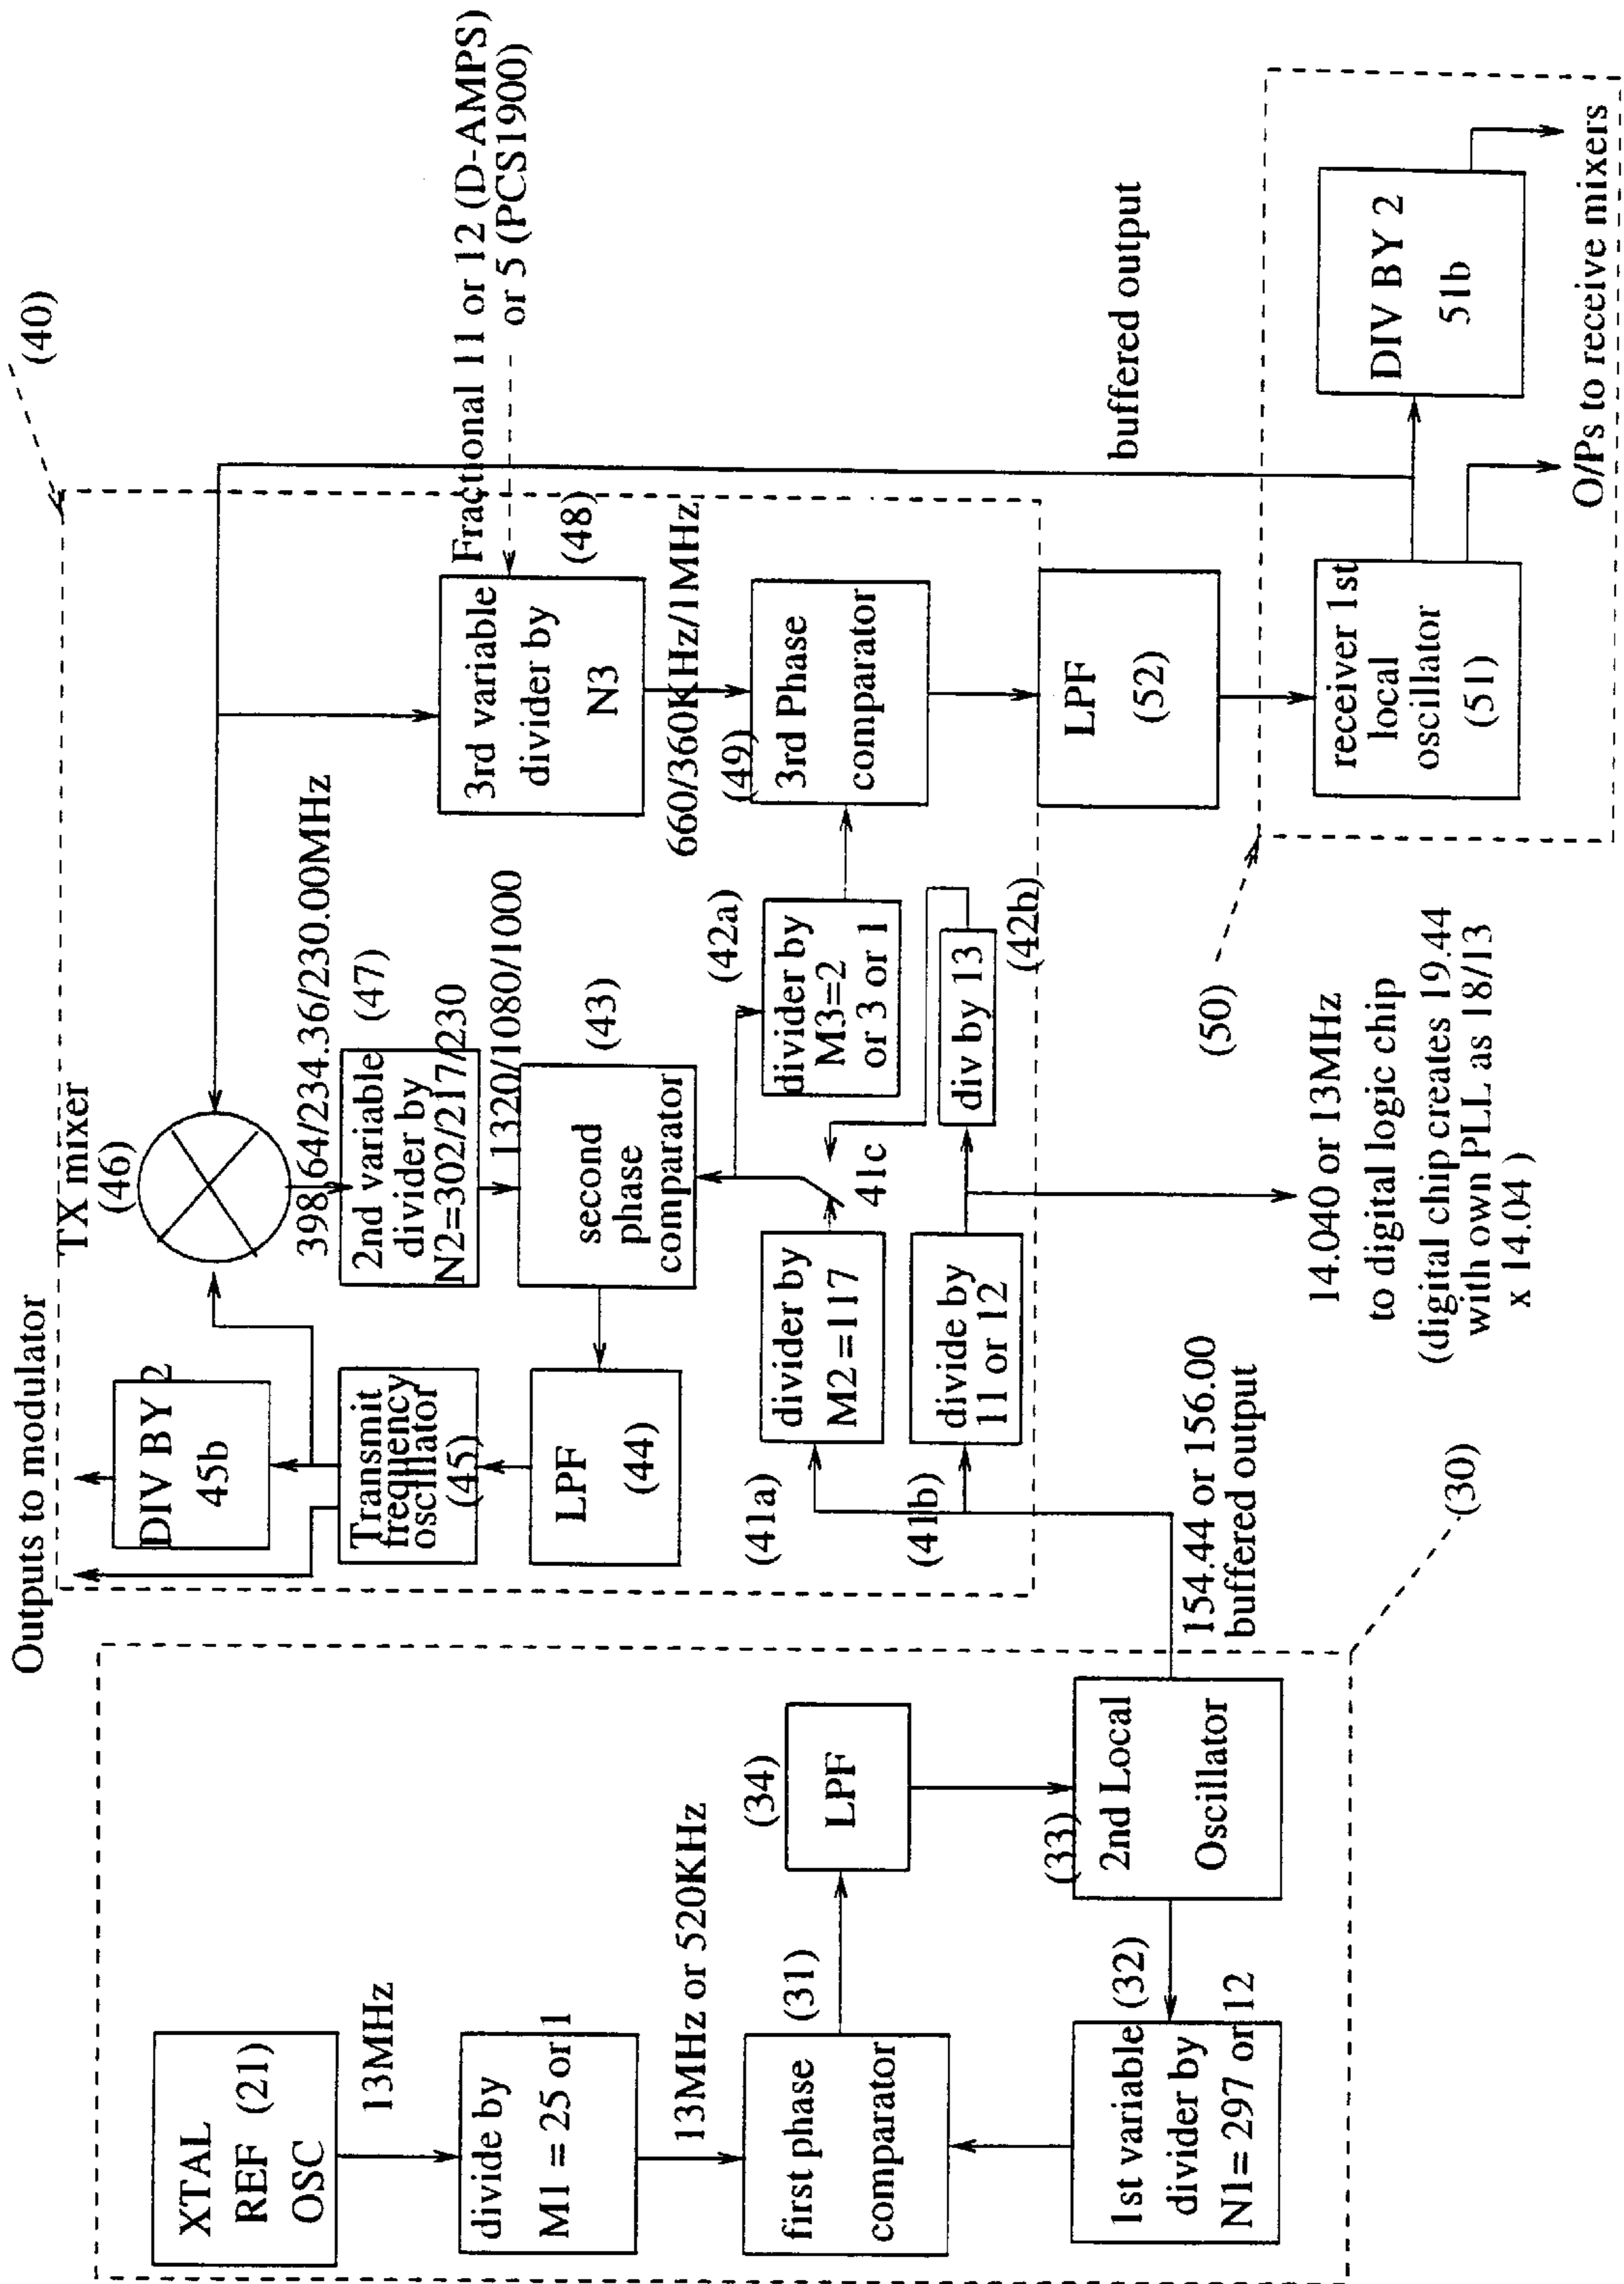 Outputs to modulator
(40)
TX mixer
(46)
DIV BY 2
45b
Transmit
frequency
oscillator
(45)
LPF
(44)
398.64/234.36/230.00MHz
2nd variable
divider by
N2=302/217/230
(47)
1320/1080/1000
second
phase
comparator
(43)
Fractional 11 or 12 (D-AMPS)
or 5 (PCS1900)
3rd variable
divider by
N3
(48)
660/360KHz/1MHz
(49)
3rd Phase
comparator
(42a)
divider by
M3=2
or 3 or 1
41c
div by 13
(42b)
(41a)
divider by
M2=117
(41b)
divide by
11 or 12
LPF
(52)
buffered output
XTAL
REF (21)
OSC
13MHz
divide by
M1 = 25 or 1
13MHz or 520KHz
first phase
comparator
(31)
(34)
LPF
(33)
2nd Local
Oscillator
(32)
1st variable
divider by
N1= 297 or 12
154.44 or 156.00
buffered output
(30)
14.040 or 13MHz
to digital logic chip
(digital chip creates 19.44
with own PLL as 18/13
x 14.04 )
(50)
receiver 1st
local
oscillator
(51)
DIV BY 2
51b
O/Ps to receive mixers